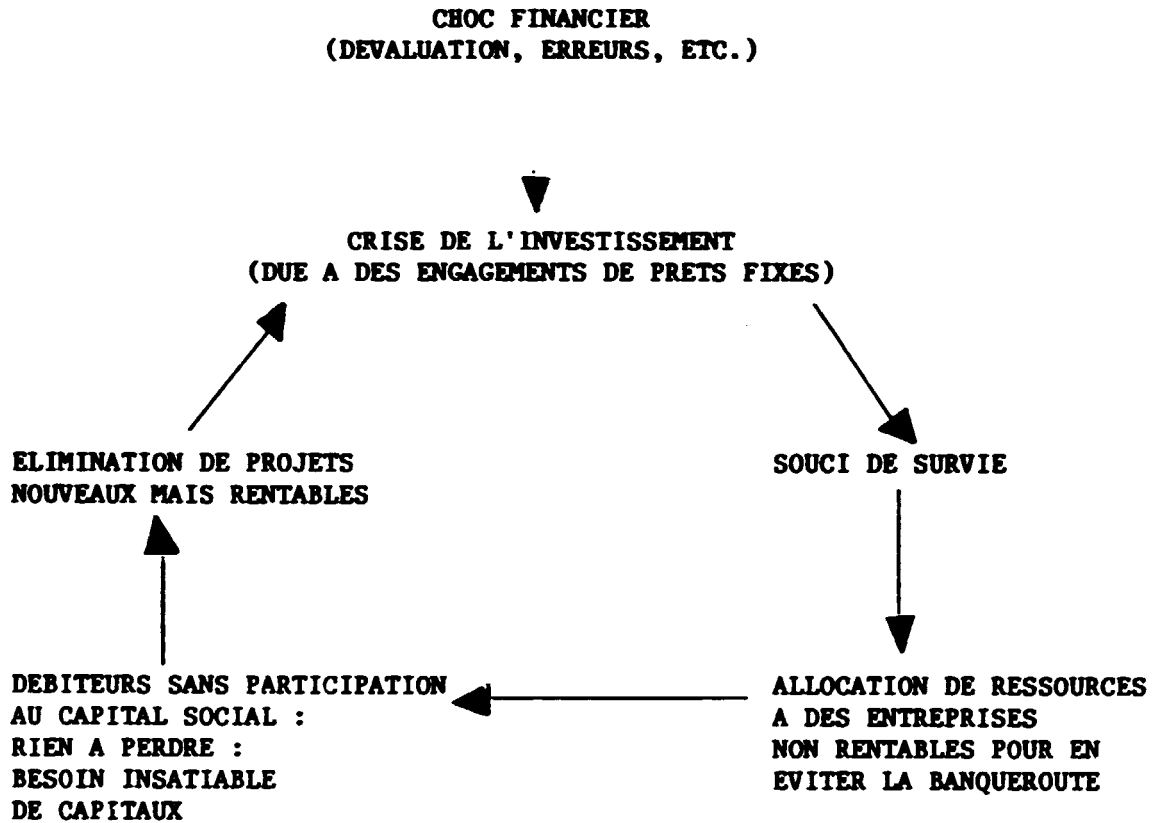 CHOC FINANCIER
(DEVALUATION, ERREURS, ETC.)
CRISE DE L'INVESTISSEMENT
(DUE A DES ENGAGEMENTS DE PRETS FIXES)
ELIMINATION DE PROJETS
NOUVEAUX MAIS RENTABLES
SOUCI DE SURVIE
DEBITEURS SANS PARTICIPATION
AU CAPITAL SOCIAL :
RIEN A PERDRE :
BESOIN INSATIABLE
DE CAPITAUX
ALLOCATION DE RESSOURCES
A DES ENTREPRISES
NON RENTABLES POUR EN
EVITER LA BANQUEROUTE